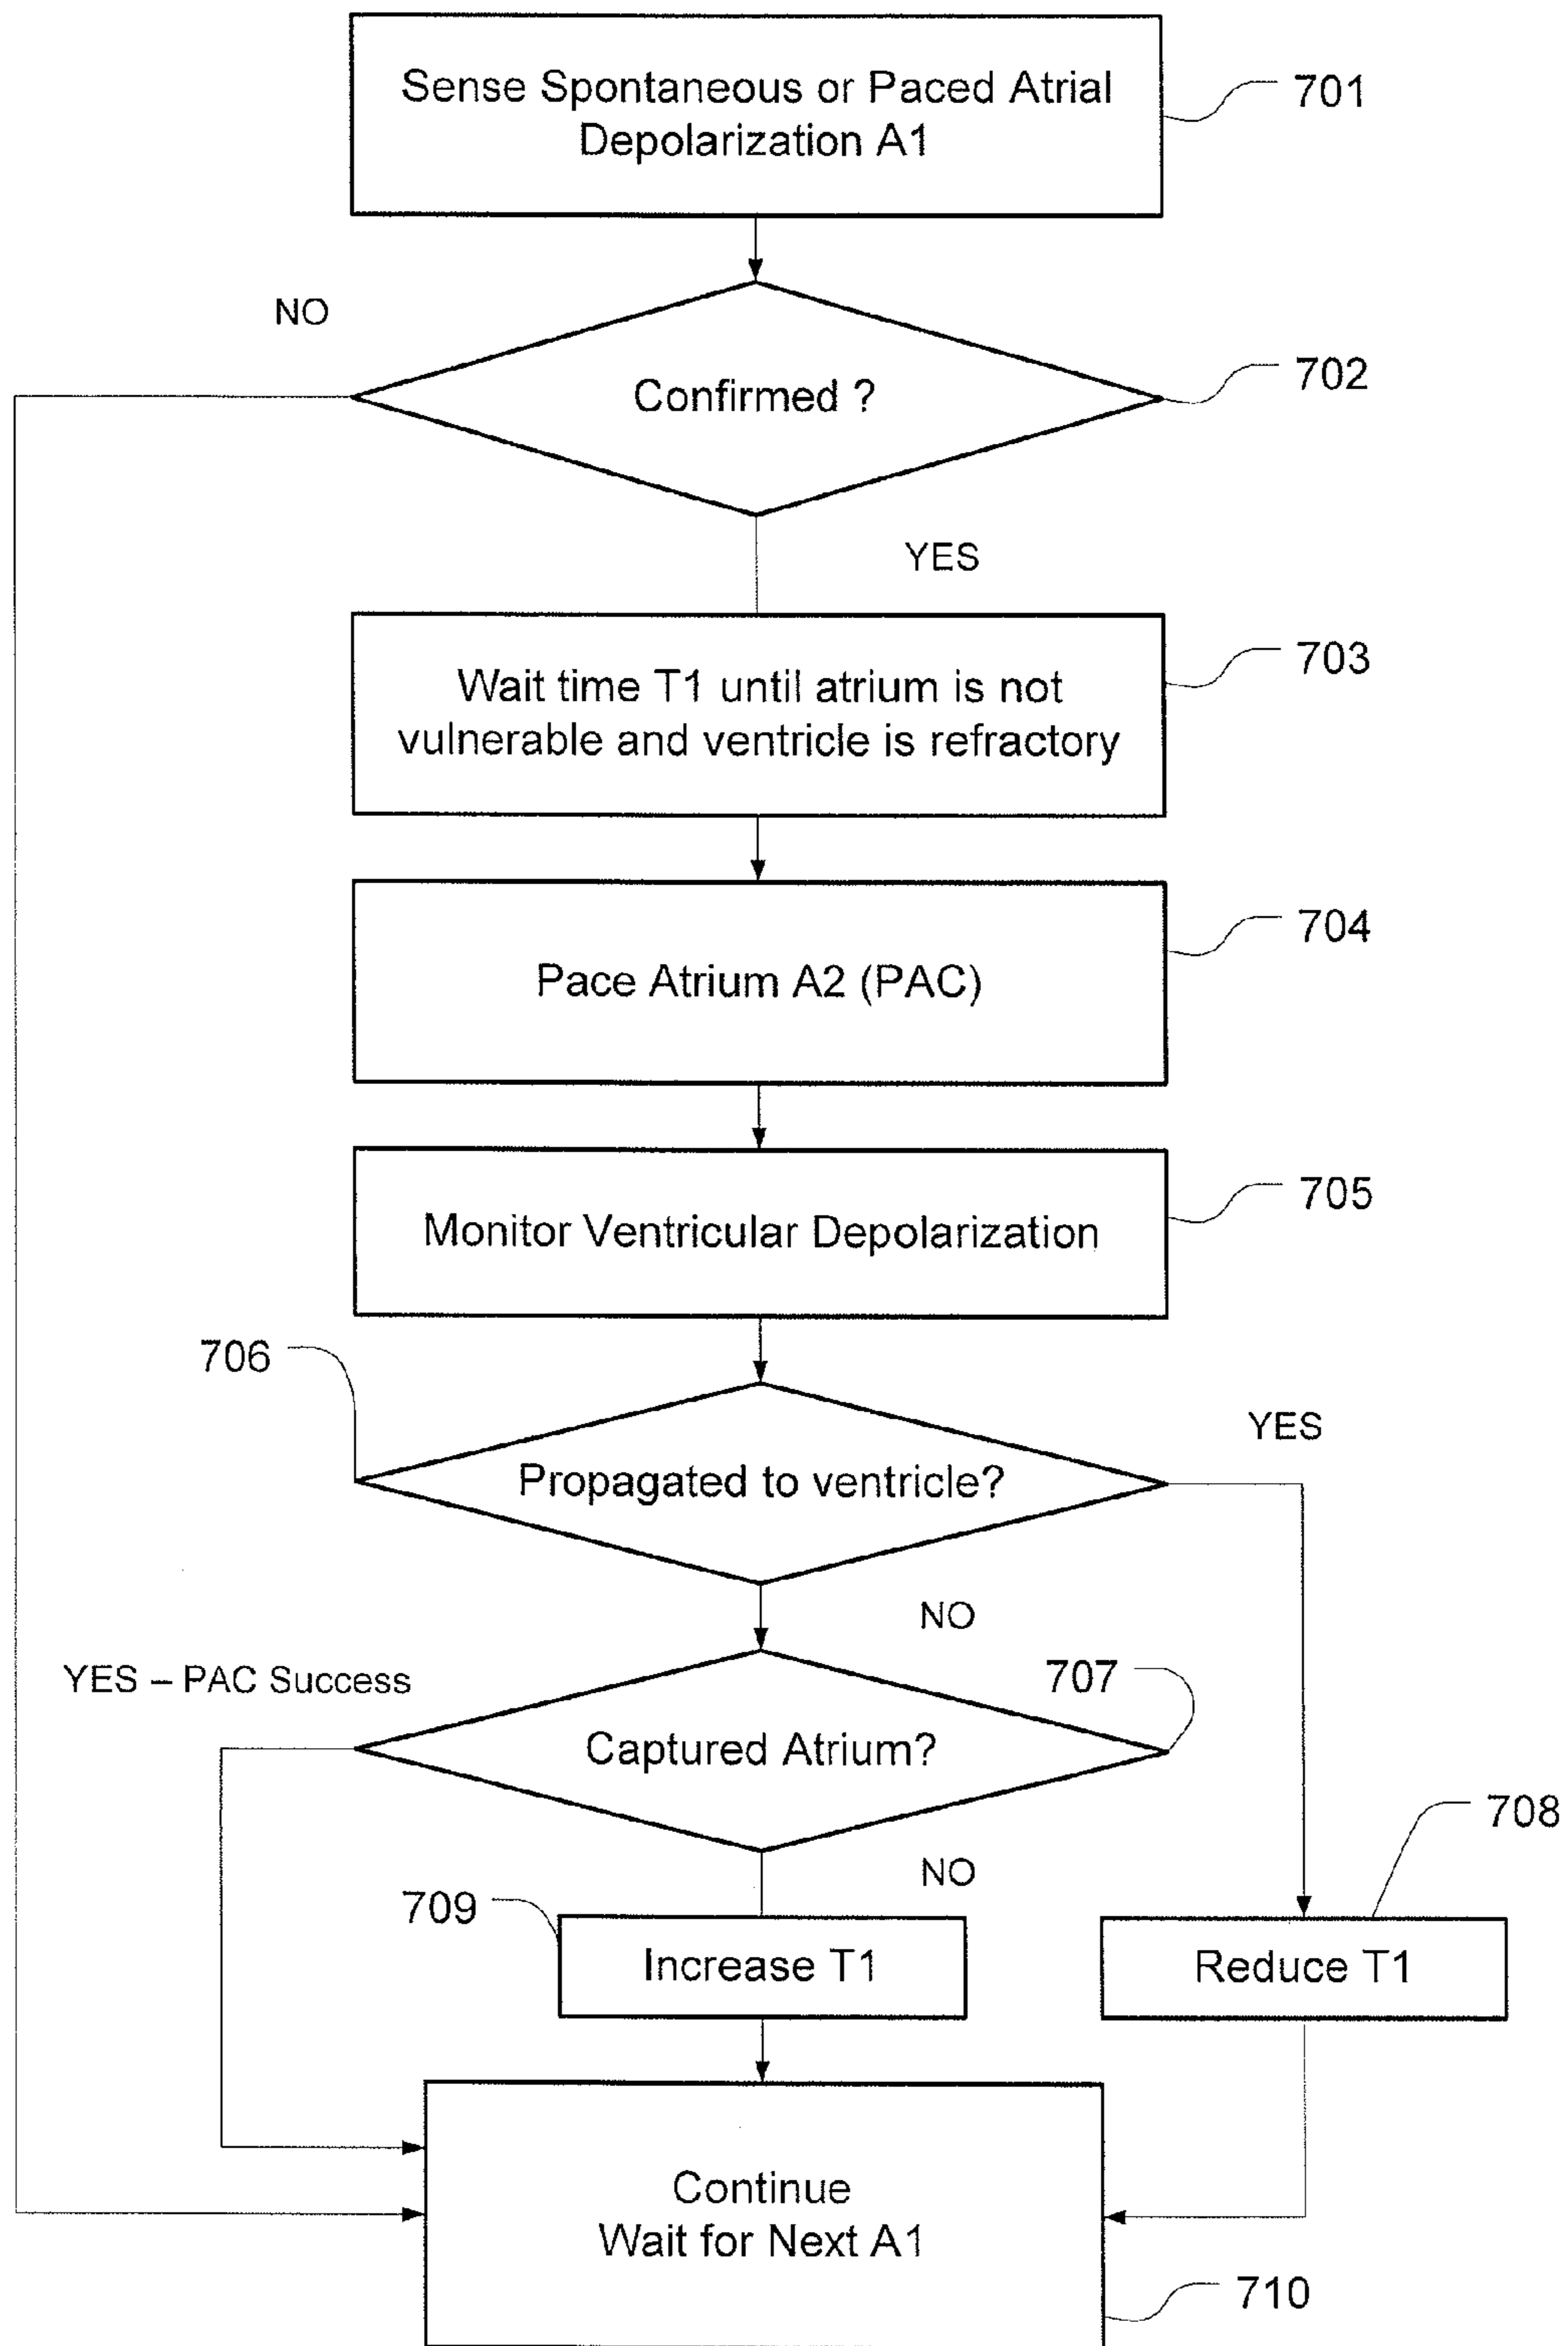 Sense Spontaneous or Paced Atrial
Depolarization A1
701
NO
Confirmed ?
702
YES
Wait time T1 until atrium is not
vulnerable and ventricle is refractory
703
Pace Atrium A2 (PAC)
704
Monitor Ventricular Depolarization
705
706
Propagated to ventricle?
YES
NO
YES – PAC Success
Captured Atrium?
707
NO
708
709
Increase T1
Reduce T1
Continue
Wait for Next A1
710